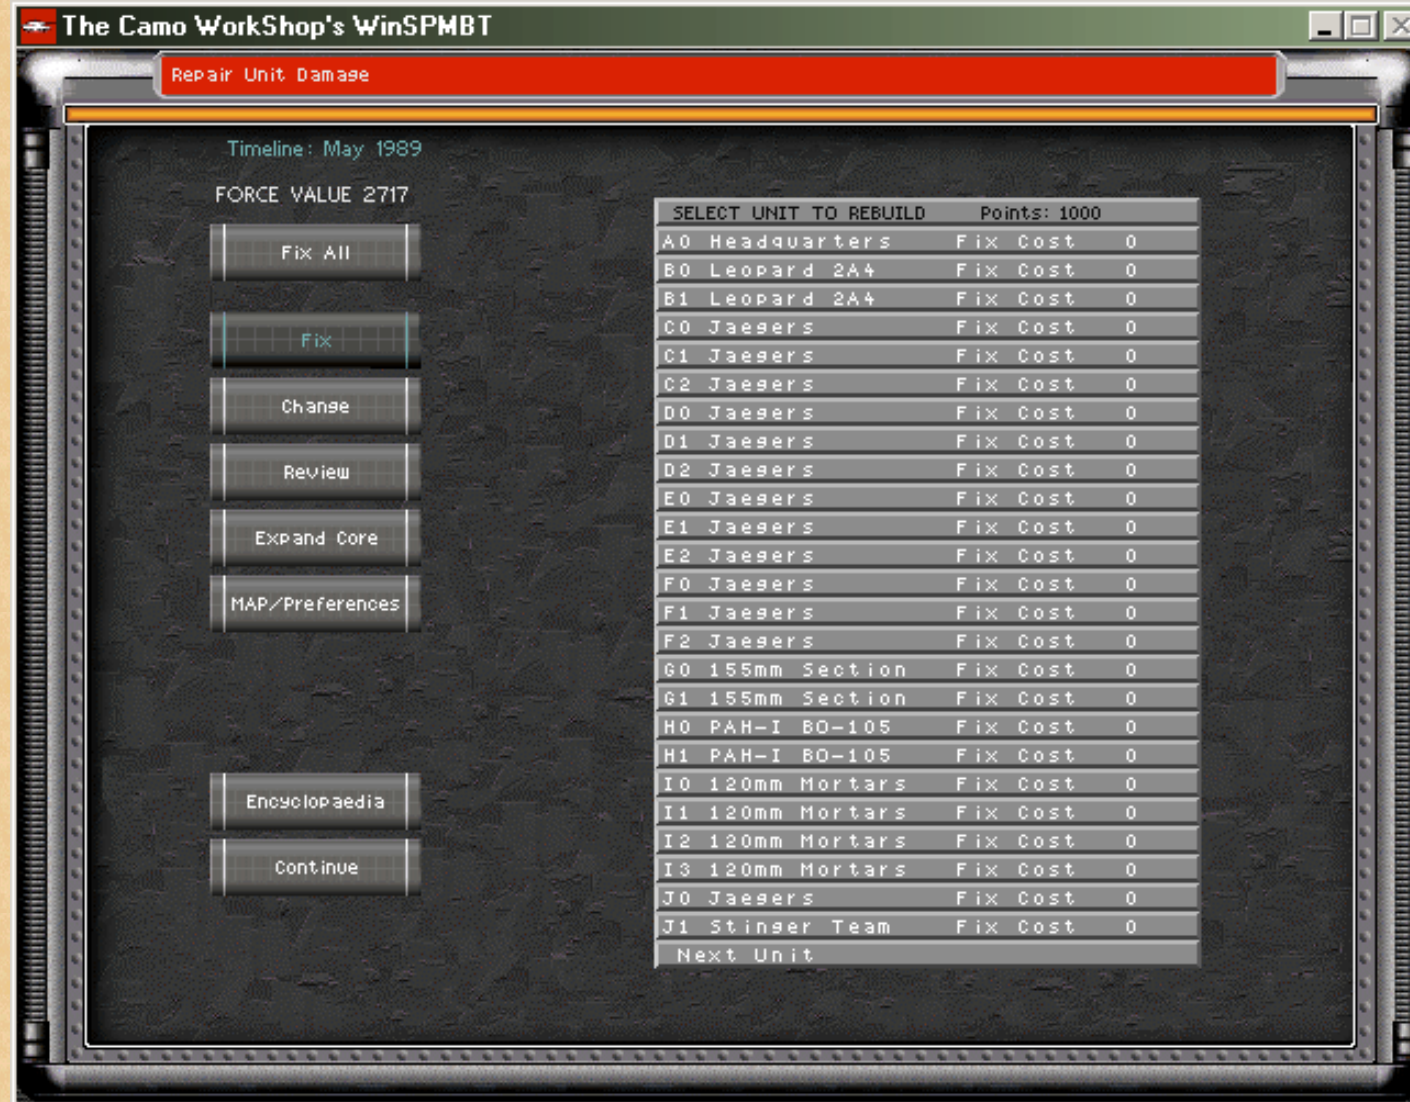 The Camo WorkShop's WinSPMBT
Repair Unit Damage
Timeline: May 1989
FORCE VALUE 2717
Fix All
Fix
Change
Review
Expand Core
MAP/Preferences
Encyclopaedia
Continue
SELECT UNIT TO REBUILD Points: 1000
A0 Headquarters Fix Cost 0
B0 Leopard 2A4 Fix Cost 0
B1 Leopard 2A4 Fix Cost 0
C0 Jaegers Fix Cost 0
C1 Jaegers Fix Cost 0
C2 Jaegers Fix Cost 0
D0 Jaegers Fix Cost 0
D1 Jaegers Fix Cost 0
D2 Jaegers Fix Cost 0
E0 Jaegers Fix Cost 0
E1 Jaegers Fix Cost 0
E2 Jaegers Fix Cost 0
F0 Jaegers Fix Cost 0
F1 Jaegers Fix Cost 0
F2 Jaegers Fix Cost 0
G0 155mm Section Fix Cost 0
G1 155mm Section Fix Cost 0
H0 PAH-I BO-105 Fix Cost 0
H1 PAH-I BO-105 Fix Cost 0
I0 120mm Mortars Fix Cost 0
I1 120mm Mortars Fix Cost 0
I2 120mm Mortars Fix Cost 0
I3 120mm Mortars Fix Cost 0
J0 Jaegers Fix Cost 0
J1 Stinger Team Fix Cost 0
Next Unit